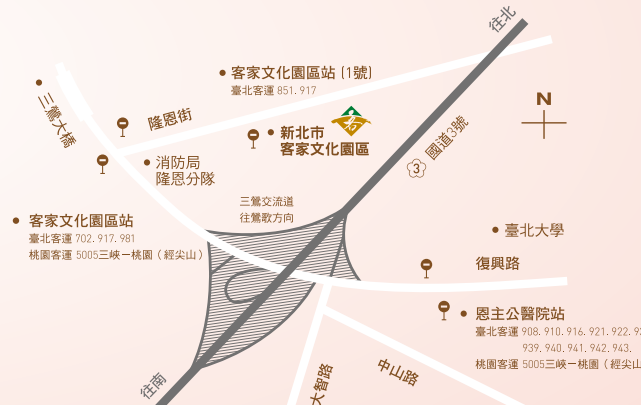 往北
客家文化園區站 (1號)
臺北客運 851. 917
三鶯大橋
隆恩街
N
新北市
客家文化園區
國道3號
3
消防局
隆恩分隊
三鶯交流道
往鶯歌方向
客家文化園區站
臺北客運 702. 917. 981
桃園客運 5005三峽－桃園（經尖山）
臺北大學
復興路
恩主公醫院站
臺北客運 908. 910. 916. 921. 922.
939. 940. 941. 942. 943.
桃園客運 5005三峽－桃園（經尖山
中山路
大智路
往南